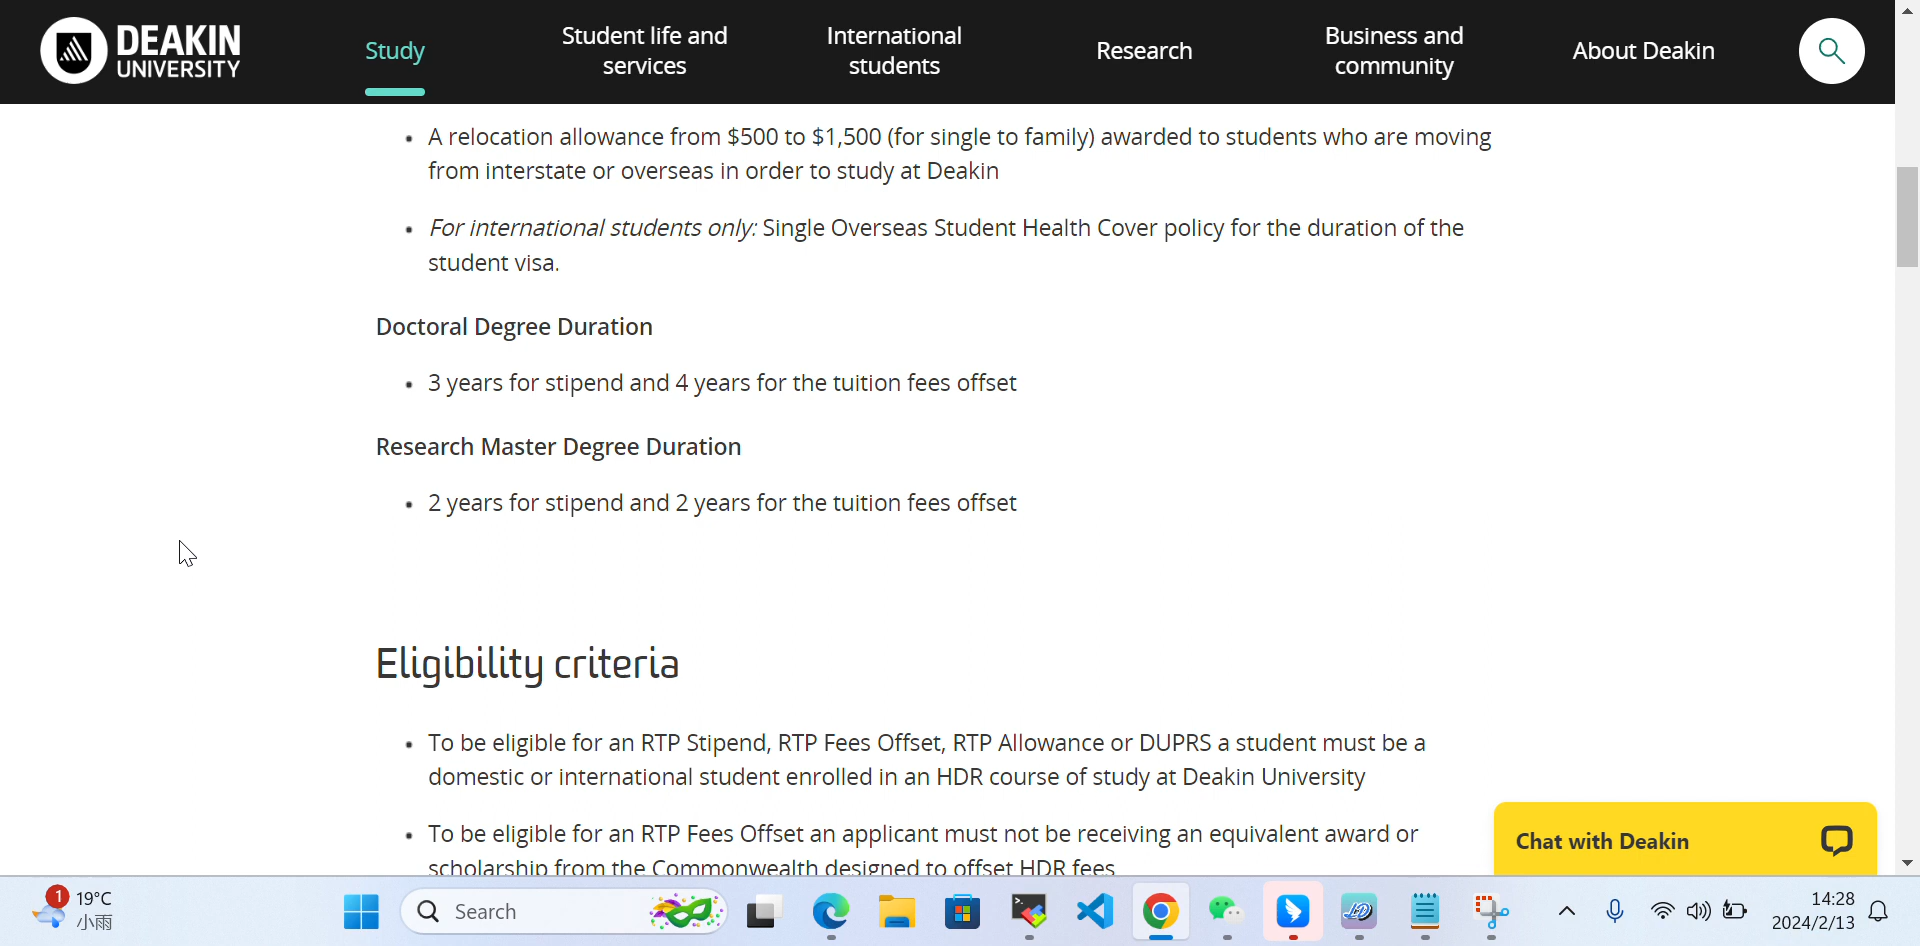 DEAKIN
UNIVERSITY
Study
Student life and
services
International
students
Research
Business and
community
About Deakin
• A relocation allowance from $500 to $1,500 (for single to family) awarded to students who are moving
from interstate or overseas in order to study at Deakin
• For international students only: Single Overseas Student Health Cover policy for the duration of the
student visa.
Doctoral Degree Duration
• 3 years for stipend and 4 years for the tuition fees offset
Research Master Degree Duration
• 2 years for stipend and 2 years for the tuition fees offset
Eligibility criteria
• To be eligible for an RTP Stipend, RTP Fees Offset, RTP Allowance or DUPRS a student must be a
domestic or international student enrolled in an HDR course of study at Deakin University
• To be eligible for an RTP Fees Offset an applicant must not be receiving an equivalent award or
scholarship from the Commonwealth designed to offset HDR fees
Chat with Deakin
1
19°C
小雨
Search
14:28
2024/2/13